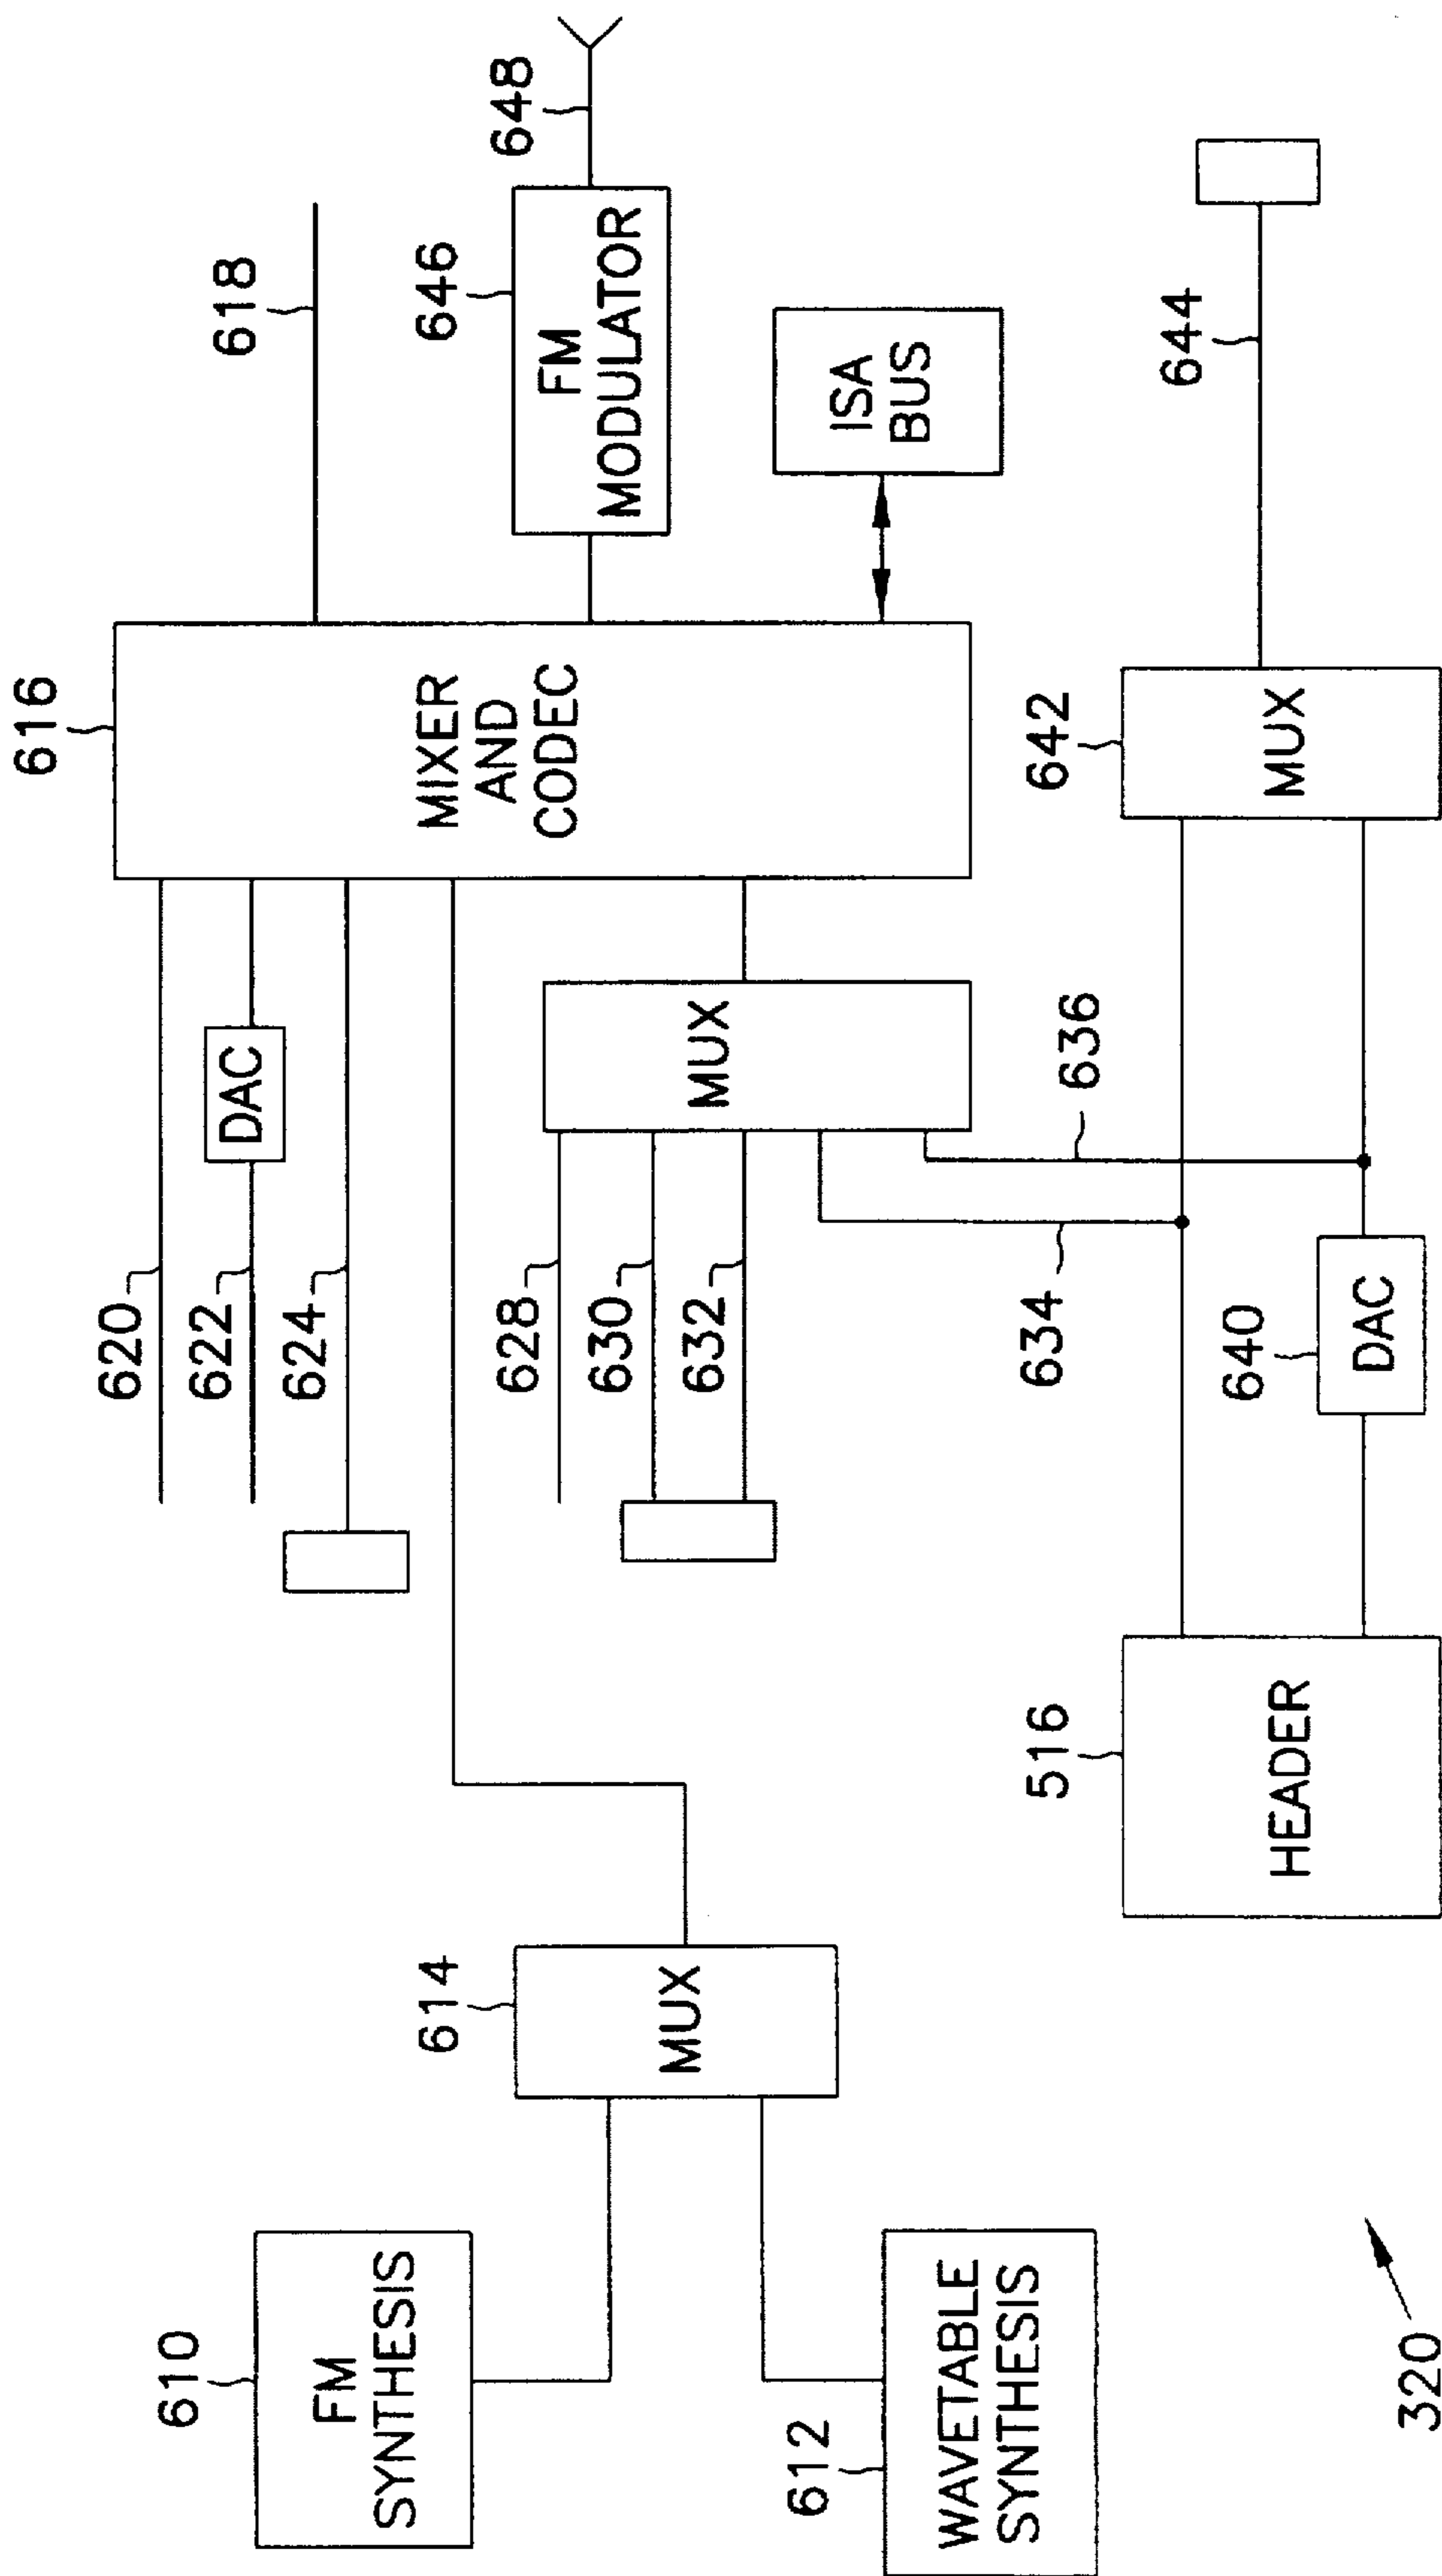 610
FM
SYNTHESIS
612
WAVETABLE
SYNTHESIS
614
MUX
620
622
DAC
624
616
MIXER
AND
CODEC
618
646
FM
MODULATOR
648
ISA
BUS
628
630
632
MUX
634
636
516
HEADER
640
DAC
642
MUX
644
320